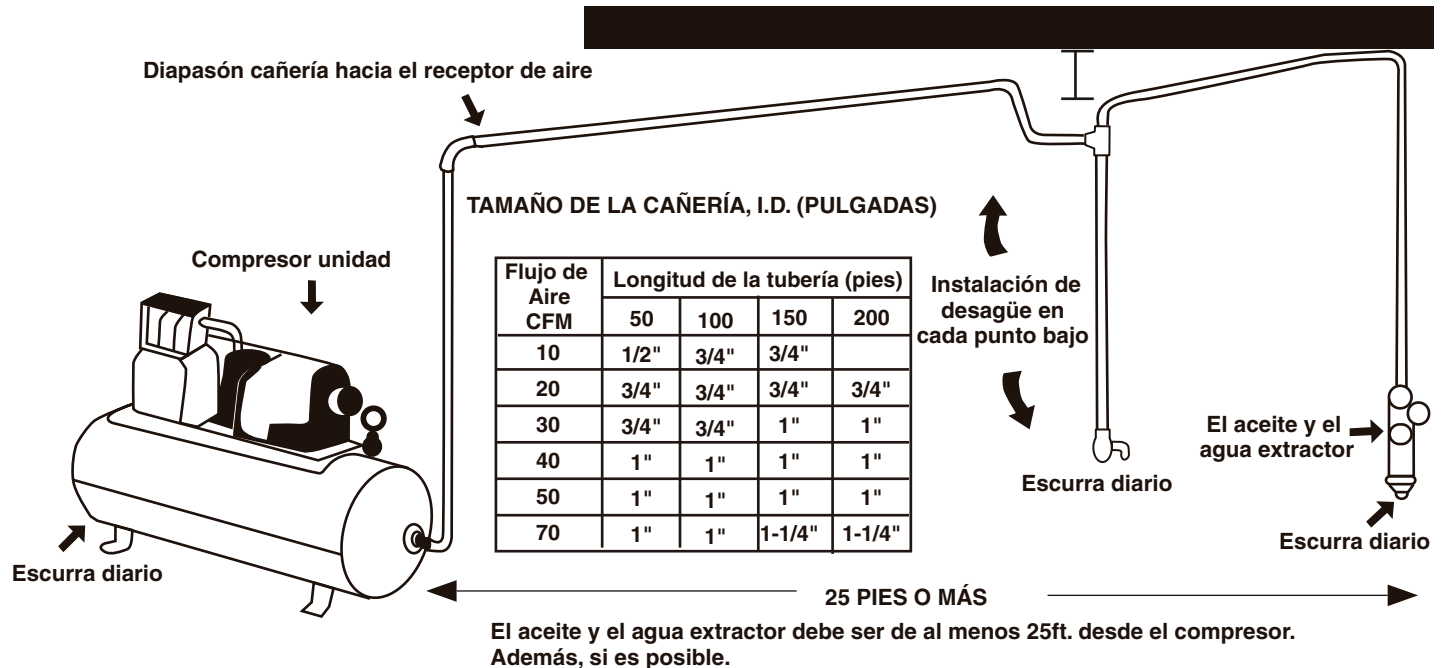 Diapasón cañería hacia el receptor de aire
TAMAÑO DE LA CAÑERÍA, I.D. (PULGADAS)
Compresor unidad
Flujo de
Aire
CFM
Longitud de la tubería (pies)
50 100 150 200
10 1/2" 3/4" 3/4"
20 3/4" 3/4" 3/4" 3/4"
30 3/4" 3/4" 1" 1"
40 1" 1" 1" 1"
50 1" 1" 1" 1"
70 1" 1" 1-1/4" 1-1/4"
Instalación de
desagüe en
cada punto bajo
El aceite y el
agua extractor
Escurra diario
Escurra diario
Escurra diario
25 PIES O MÁS
El aceite y el agua extractor debe ser de al menos 25ft. desde el compresor.
Además, si es posible.